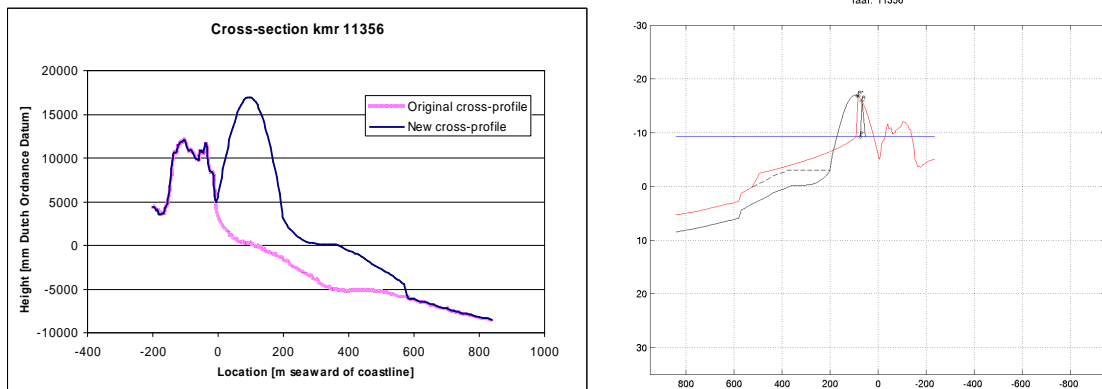 Cross-section kmr 11356
20000
15000
10000
5000
0
-5000
-10000
-400 -200 0 200 400 600 800 1000
Height [mm Dutch Ordnance Datum]
Location [m seaward of coastline]
Original cross-profile
New cross-profile
-30
-20
-10
0
10
20
30
800 600 400 200 0 -200 -400 -600 -800